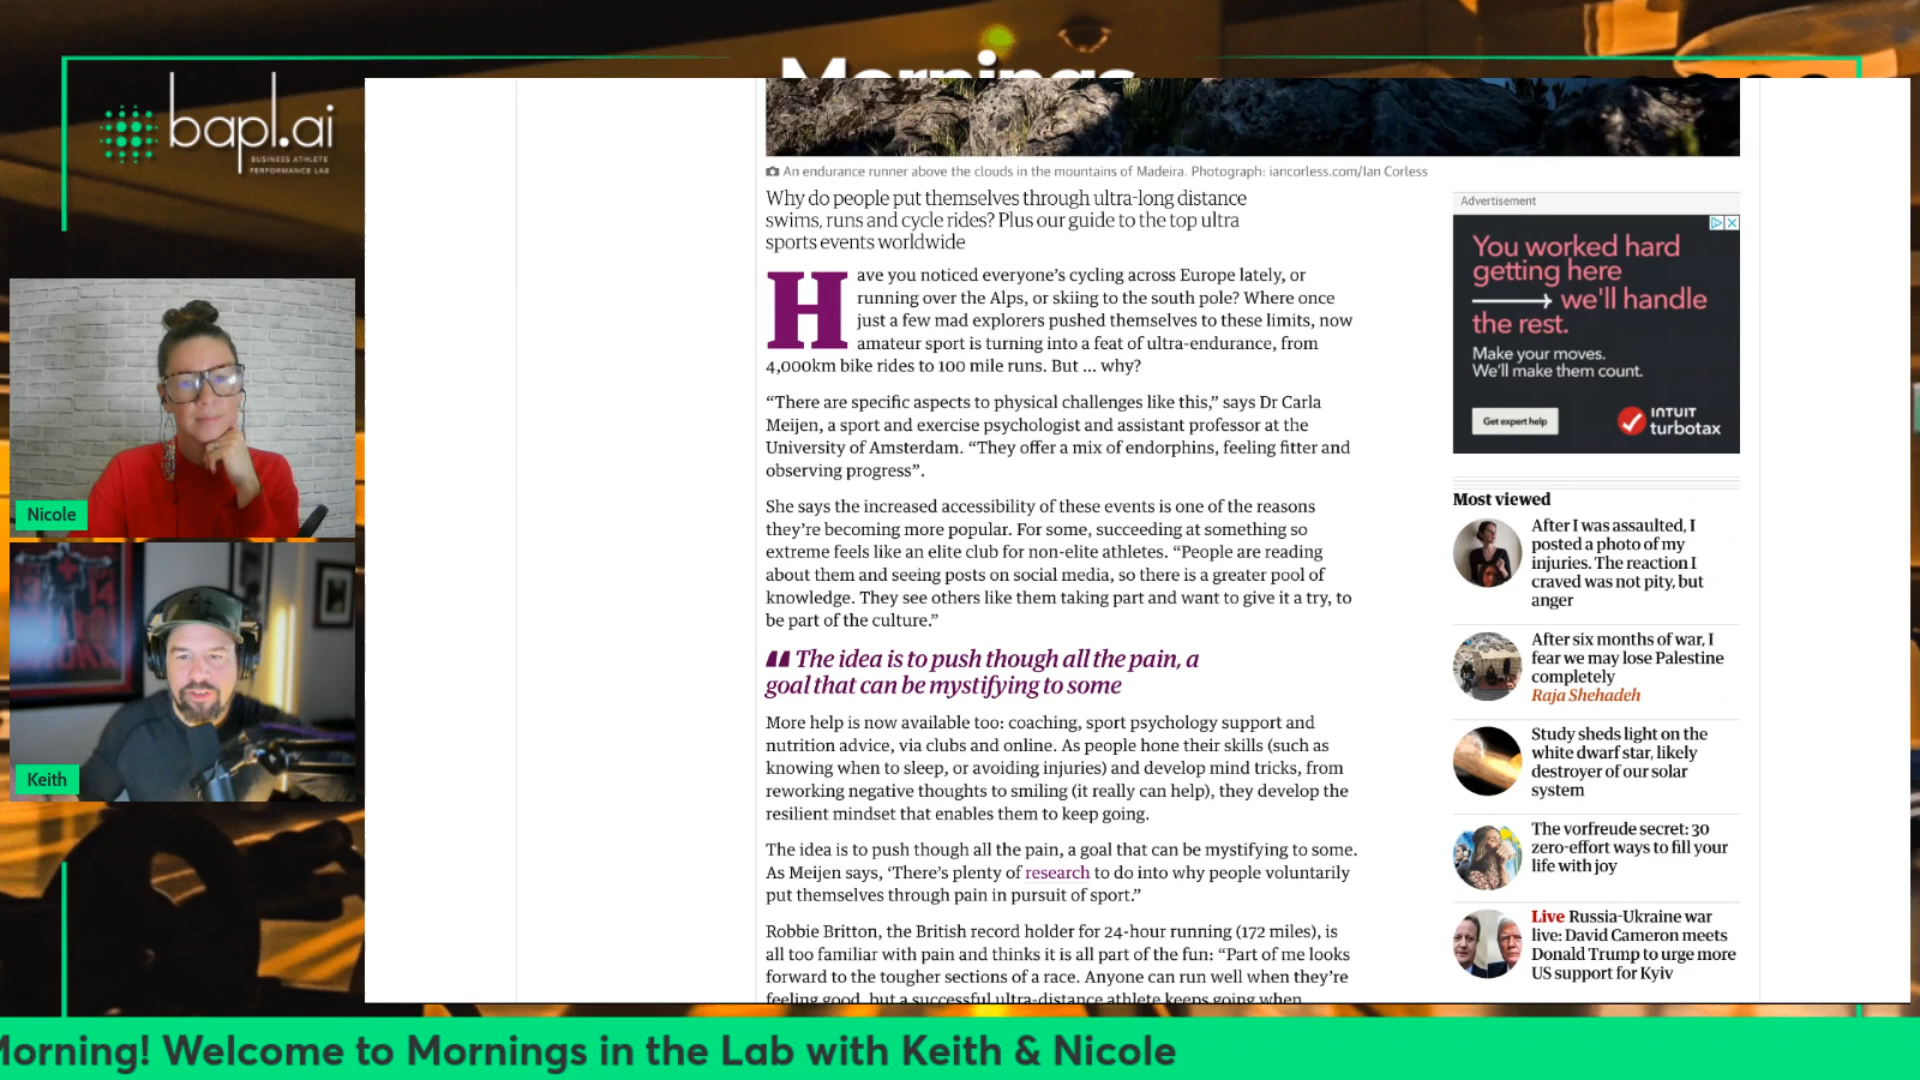 Mornings
bapl.ai
BUSINESS ATHLETE
PERFORMANCE LAB
Nicole
Keith
An endurance runner above the clouds in the mountains of Madeira. Photograph: iancorless.com/Ian Corless
Why do people put themselves through ultra-long distance
swims, runs and cycle rides? Plus our guide to the top ultra
sports events worldwide
Have you noticed everyone’s cycling across Europe lately, or
running over the Alps, or skiing to the south pole? Where once
just a few mad explorers pushed themselves to these limits, now
amateur sport is turning into a feat of ultra-endurance, from
4,000km bike rides to 100 mile runs. But ... why?
“There are specific aspects to physical challenges like this,” says Dr Carla
Meijen, a sport and exercise psychologist and assistant professor at the
University of Amsterdam. “They offer a mix of endorphins, feeling fitter and
observing progress”.
She says the increased accessibility of these events is one of the reasons
they’re becoming more popular. For some, succeeding at something so
extreme feels like an elite club for non-elite athletes. “People are reading
about them and seeing posts on social media, so there is a greater pool of
knowledge. They see others like them taking part and want to give it a try, to
be part of the culture.”
“The idea is to push though all the pain, a
goal that can be mystifying to some
More help is now available too: coaching, sport psychology support and
nutrition advice, via clubs and online. As people hone their skills (such as
knowing when to sleep, or avoiding injuries) and develop mind tricks, from
reworking negative thoughts to smiling (it really can help), they develop the
resilient mindset that enables them to keep going.
The idea is to push though all the pain, a goal that can be mystifying to some.
As Meijen says, ‘There’s plenty of research to do into why people voluntarily
put themselves through pain in pursuit of sport.”
Robbie Britton, the British record holder for 24-hour running (172 miles), is
all too familiar with pain and thinks it is all part of the fun: “Part of me looks
forward to the tougher sections of a race. Anyone can run well when they’re
feeling good, but a successful ultra-distance athlete keeps going when
Advertisement
You worked hard
getting here
we'll handle
the rest.
Make your moves.
We'll make them count.
Get expert help
INTUIT
turbotax
Most viewed
After I was assaulted, I
posted a photo of my
injuries. The reaction I
craved was not pity, but
anger
After six months of war, I
fear we may lose Palestine
completely
Raja Shehadeh
Study sheds light on the
white dwarf star, likely
destroyer of our solar
system
The vorfreude secret: 30
zero-effort ways to fill your
life with joy
Live Russia-Ukraine war
live: David Cameron meets
Donald Trump to urge more
US support for Kyiv
Morning! Welcome to Mornings in the Lab with Keith & Nicole